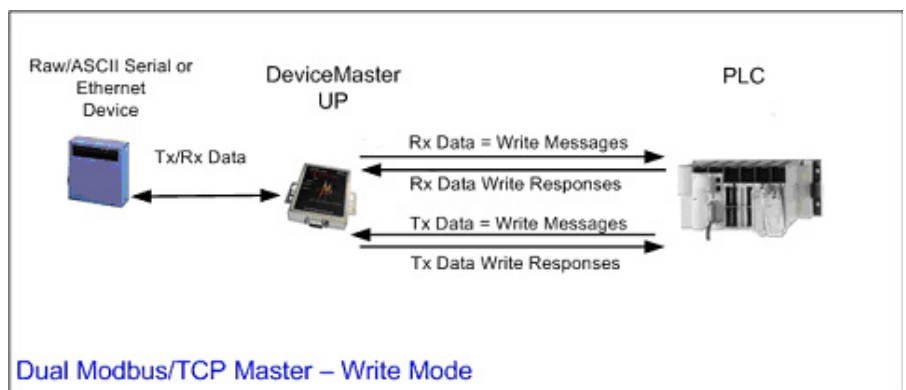 Raw/ASCII Serial or
Ethernet
Device
DeviceMaster
UP
PLC
Tx/Rx Data
Rx Data = Write Messages
Rx Data Write Responses
Tx Data = Write Messages
Tx Data Write Responses
Dual Modbus/TCP Master – Write Mode